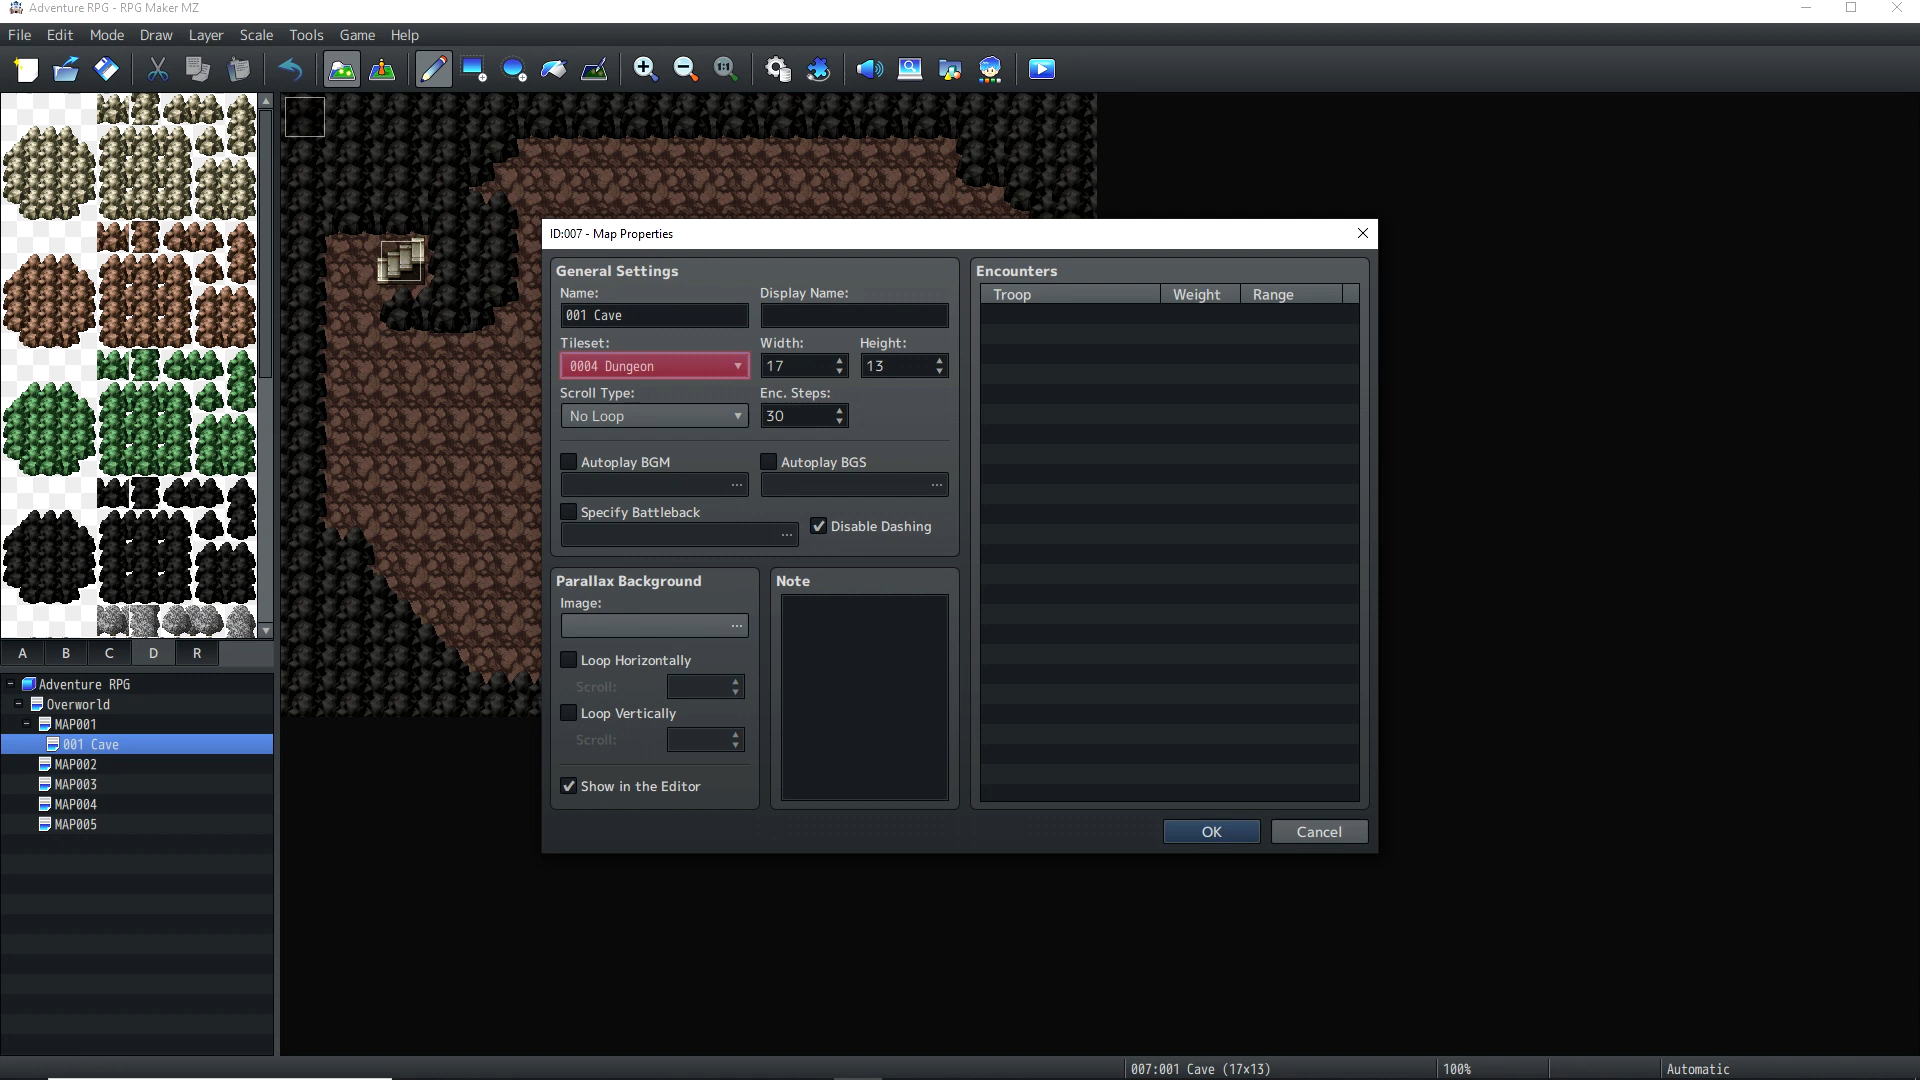 Adventure RPG - RPG Maker MZ
File Edit Mode Draw Layer Scale Tools Game Help
1:1
ID:007 - Map Properties
General Settings
Name:
Display Name:
001 Cave
Tileset:
Width:
Height:
0004 Dungeon
17
13
Scroll Type:
Enc. Steps:
No Loop
30
Autoplay BGM
Autoplay BGS
...
...
Specify Battleback
...
Disable Dashing
Parallax Background
Image:
...
Loop Horizontally
Scroll:
Loop Vertically
Scroll:
Show in the Editor
Note
Encounters
Troop Weight Range
OK
Cancel
A B C D R
Adventure RPG
Overworld
MAP001
001 Cave
MAP002
MAP003
MAP004
MAP005
007:001 Cave (17×13)
100%
Automatic